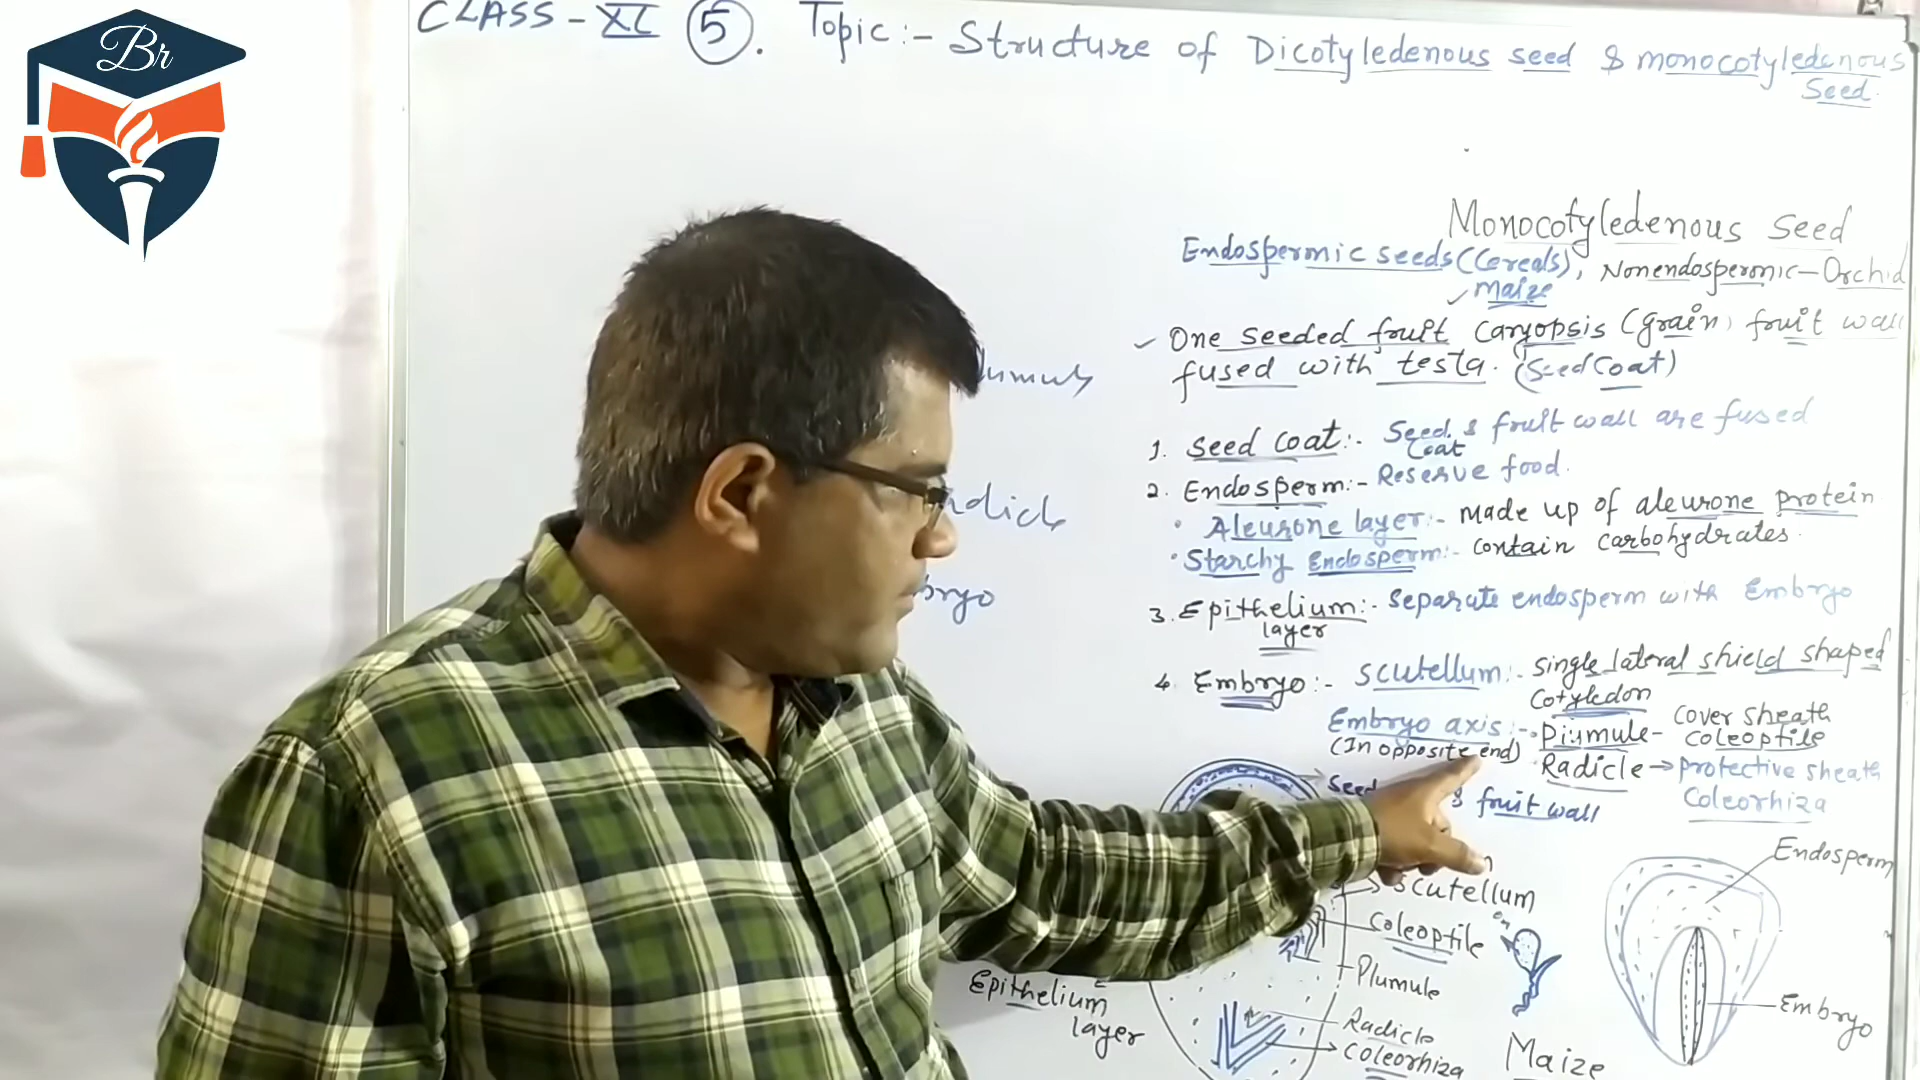 Br
CLASS - XI (5). Topic :- Structure of Dicotyledenous seed & monocotyledenous
Seed.
Monocotyledenous Seed
Endospermic seeds (Cereals), Nonendospermic - Orchid
✓ maize
✓ One seeded fruit caryopsis (grain) fruit wall
fused with testa. (Seed Coat)
1. Seed coat :- Seed & fruit wall are fused
Coat
2. Endosperm :- Reserve food.
• Aleurone layer :- Made up of aleurone protein
• Starchy Endosperm :- contain carbohydrates.
3. Epithelium :- Separate endosperm with Embryo
layer
4. Embryo :- Scutellum :- single lateral shield shaped
Cotyledon
Embryo axis :- • Plumule - Cover sheath
(In opposite end) coleoptile
• Radicle → protective sheath
Coleorhiza
Seed & fruit wall
Scutellum
Coleoptile
Plumule
Radicle
Coleorhiza
Epithelium
layer
Maize
Endosperm
Embryo